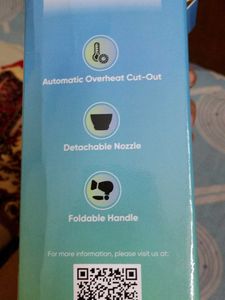 Automatic Overheat Cut-Out
Detachable Nozzle
Foldable Handle
For more information, please visit us at: